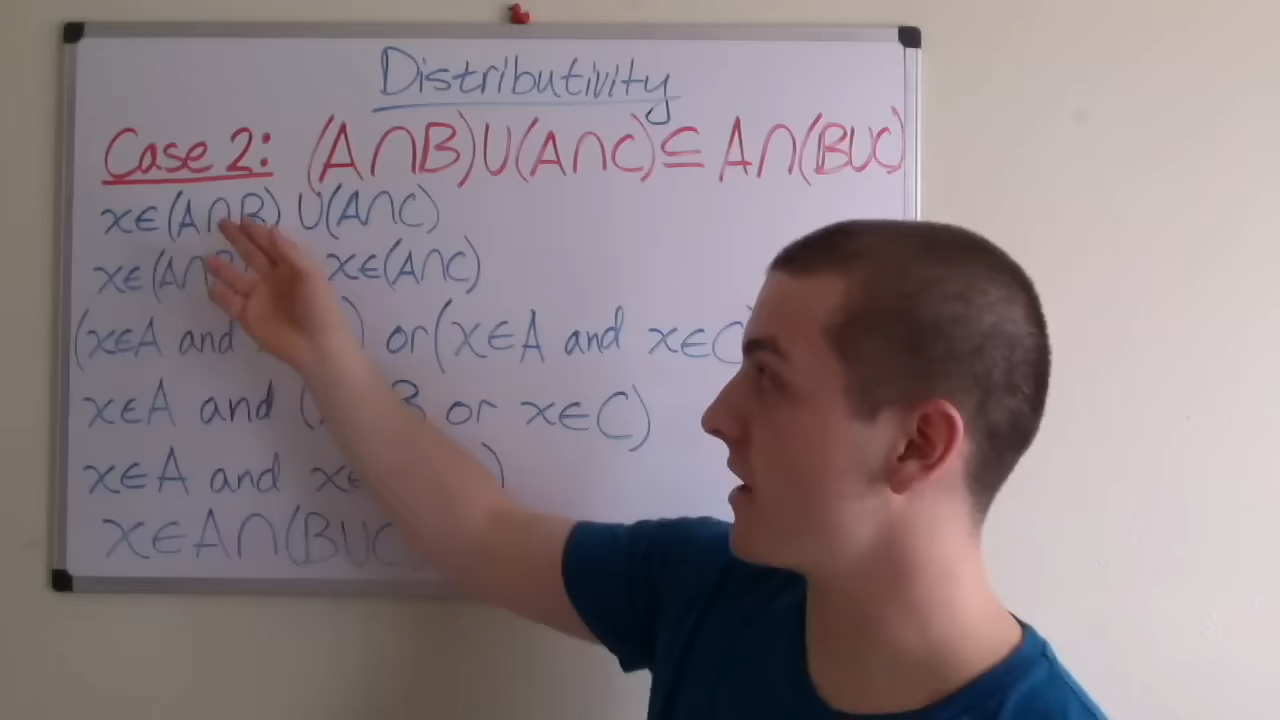 Distributivity
Case 2: (A∩B)∪(A∩C)⊆A∩(B∪C)
x∈(A∩B) ∪(A∩C)
x∈(A∩B x∈(A∩C)
(x∈A and ) or (x∈A and x∈C)
x∈A and ( B or x∈C)
x∈A and x∈ )
x∈A∩(B∪C)